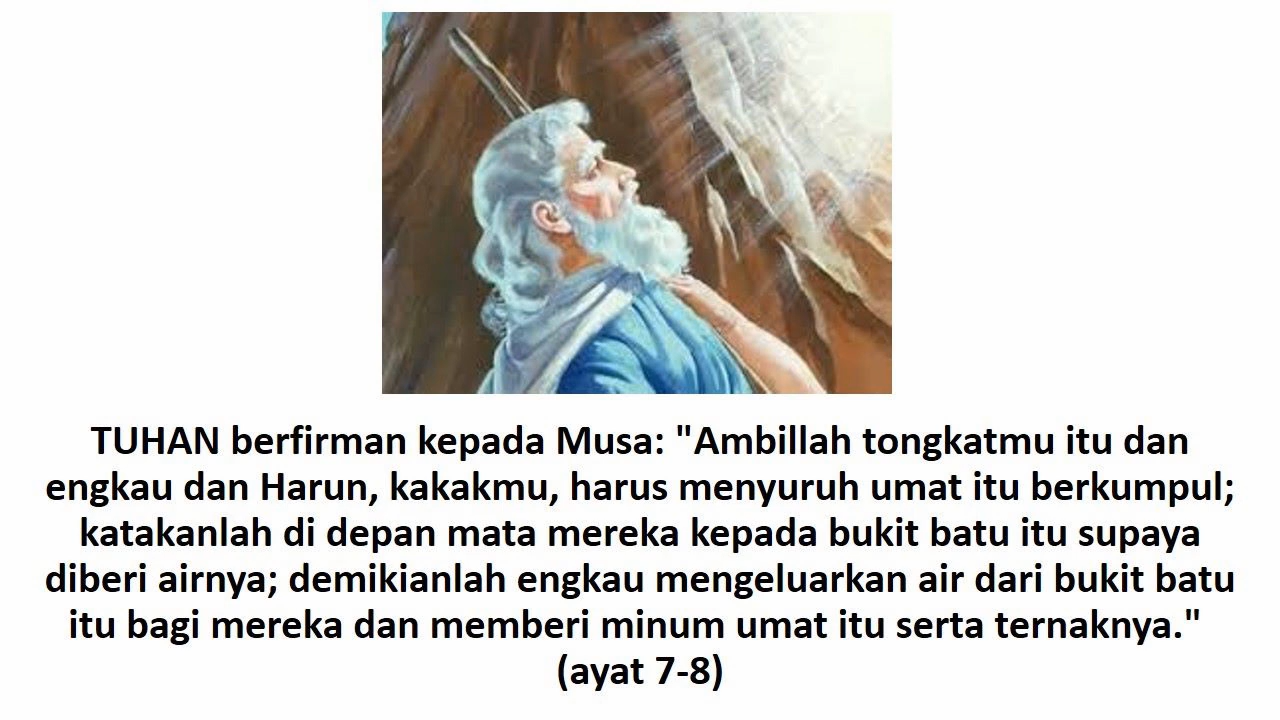 TUHAN berfirman kepada Musa: "Ambillah tongkatmu itu dan
engkau dan Harun, kakakmu, harus menyuruh umat itu berkumpul;
katakanlah di depan mata mereka kepada bukit batu itu supaya
diberi airnya; demikianlah engkau mengeluarkan air dari bukit batu
itu bagi mereka dan memberi minum umat itu serta ternaknya."
(ayat 7-8)